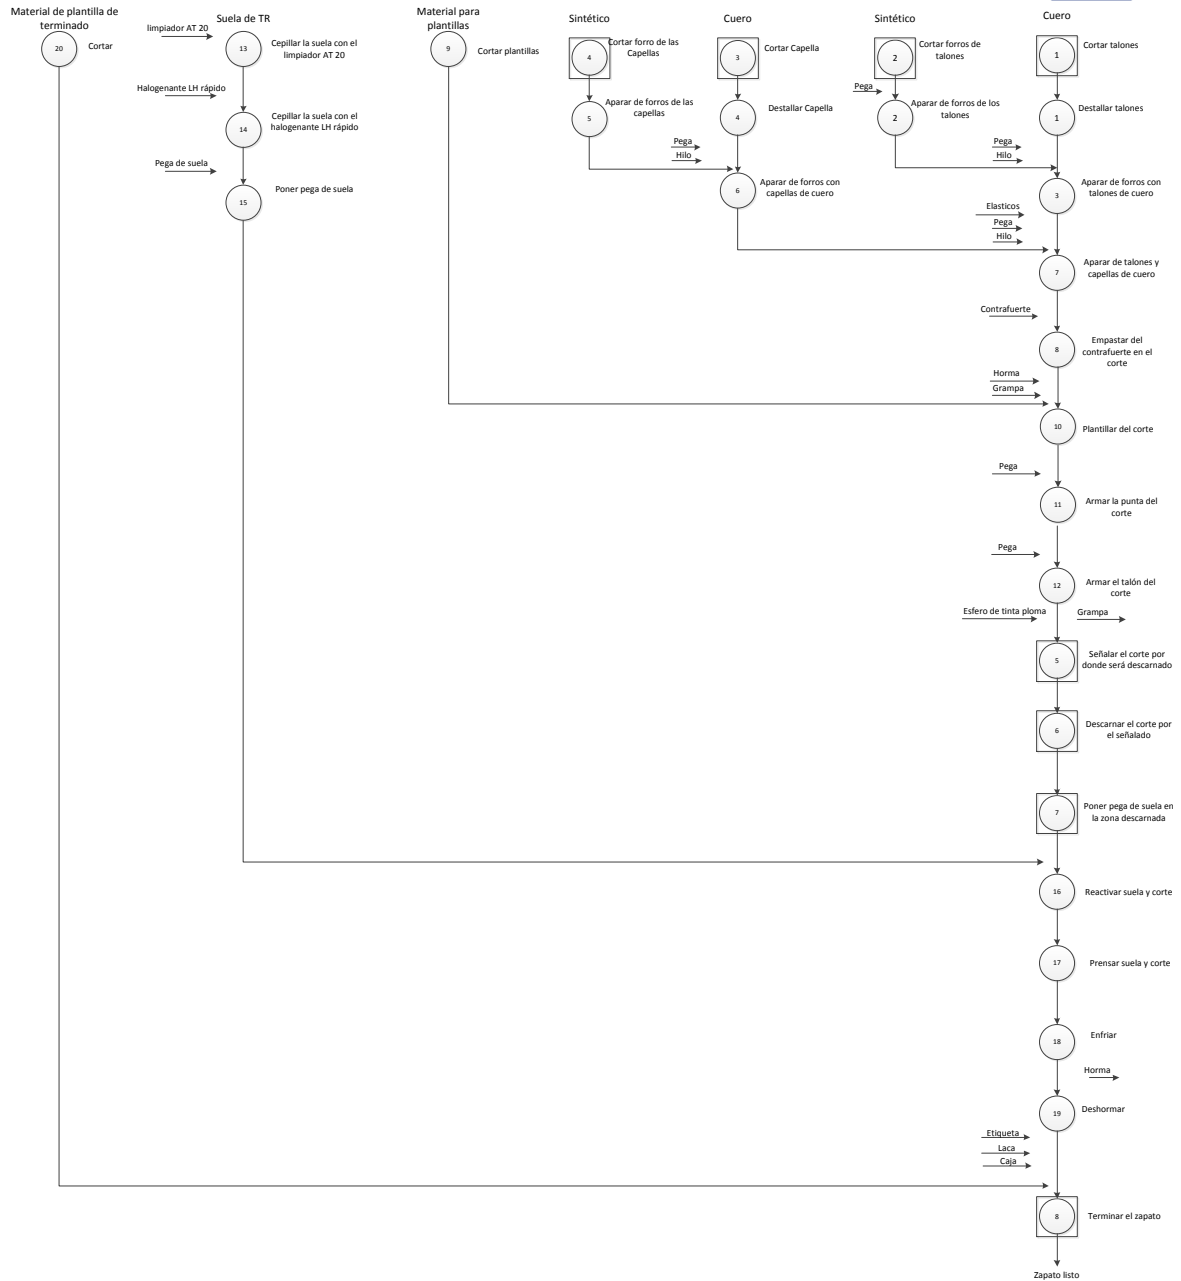 Material de plantilla de
terminado
20
Cortar
Suela de TR
limpiador AT 20
13
Cepillar la suela con el
limpiador AT 20
Halogenante LH rápido
14
Cepillar la suela con el
halogenante LH rápido
Pega de suela
15
Poner pega de suela
Material para
plantillas
9
Cortar plantillas
Sintético
4
Cortar forro de las
Capellas
5
Aparar de forros de las
capellas
Cuero
3
Cortar Capella
4
Destallar Capella
Pega
Hilo
6
Aparar de forros con
capellas de cuero
Sintético
2
Cortar forros de
talones
Pega
2
Aparar de forros de los
talones
Cuero
1
Cortar talones
1
Destallar talones
Pega
Hilo
3
Aparar de forros con
talones de cuero
Elasticos
Pega
Hilo
7
Aparar de talones y
capellas de cuero
Contrafuerte
8
Empastar del
contrafuerte en el
corte
Horma
Grampa
10
Plantillar del corte
Pega
11
Armar la punta del
corte
Pega
12
Armar el talón del
corte
Esfero de tinta ploma
Grampa
5
Señalar el corte por
donde será descarnado
6
Descarnar el corte por
el señalado
7
Poner pega de suela en
la zona descarnada
16
Reactivar suela y corte
17
Prensar suela y corte
18
Enfriar
Horma
19
Deshormar
Etiqueta
Laca
Caja
8
Terminar el zapato
Zapato listo